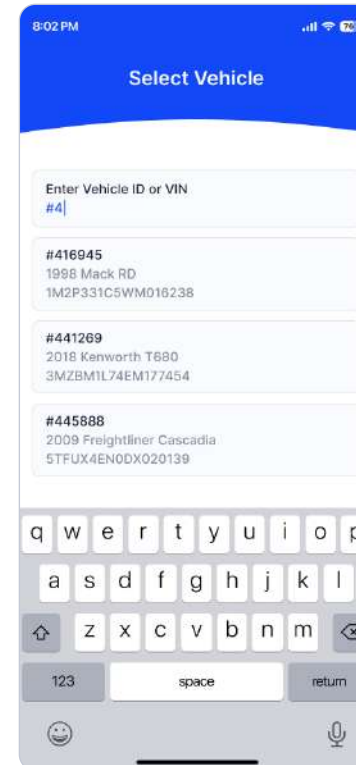 8:02 PM
76
Select Vehicle
Enter Vehicle ID or VIN
#4
#416945
1998 Mack RD
1M2P331C5WM016238
#441269
2018 Kenworth T680
3MZBM1L74EM177454
#445888
2009 Freightliner Cascadia
5TFUX4EN0DX020139
q w e r t y u i o p
a s d f g h j k l
z x c v b n m
123 space return